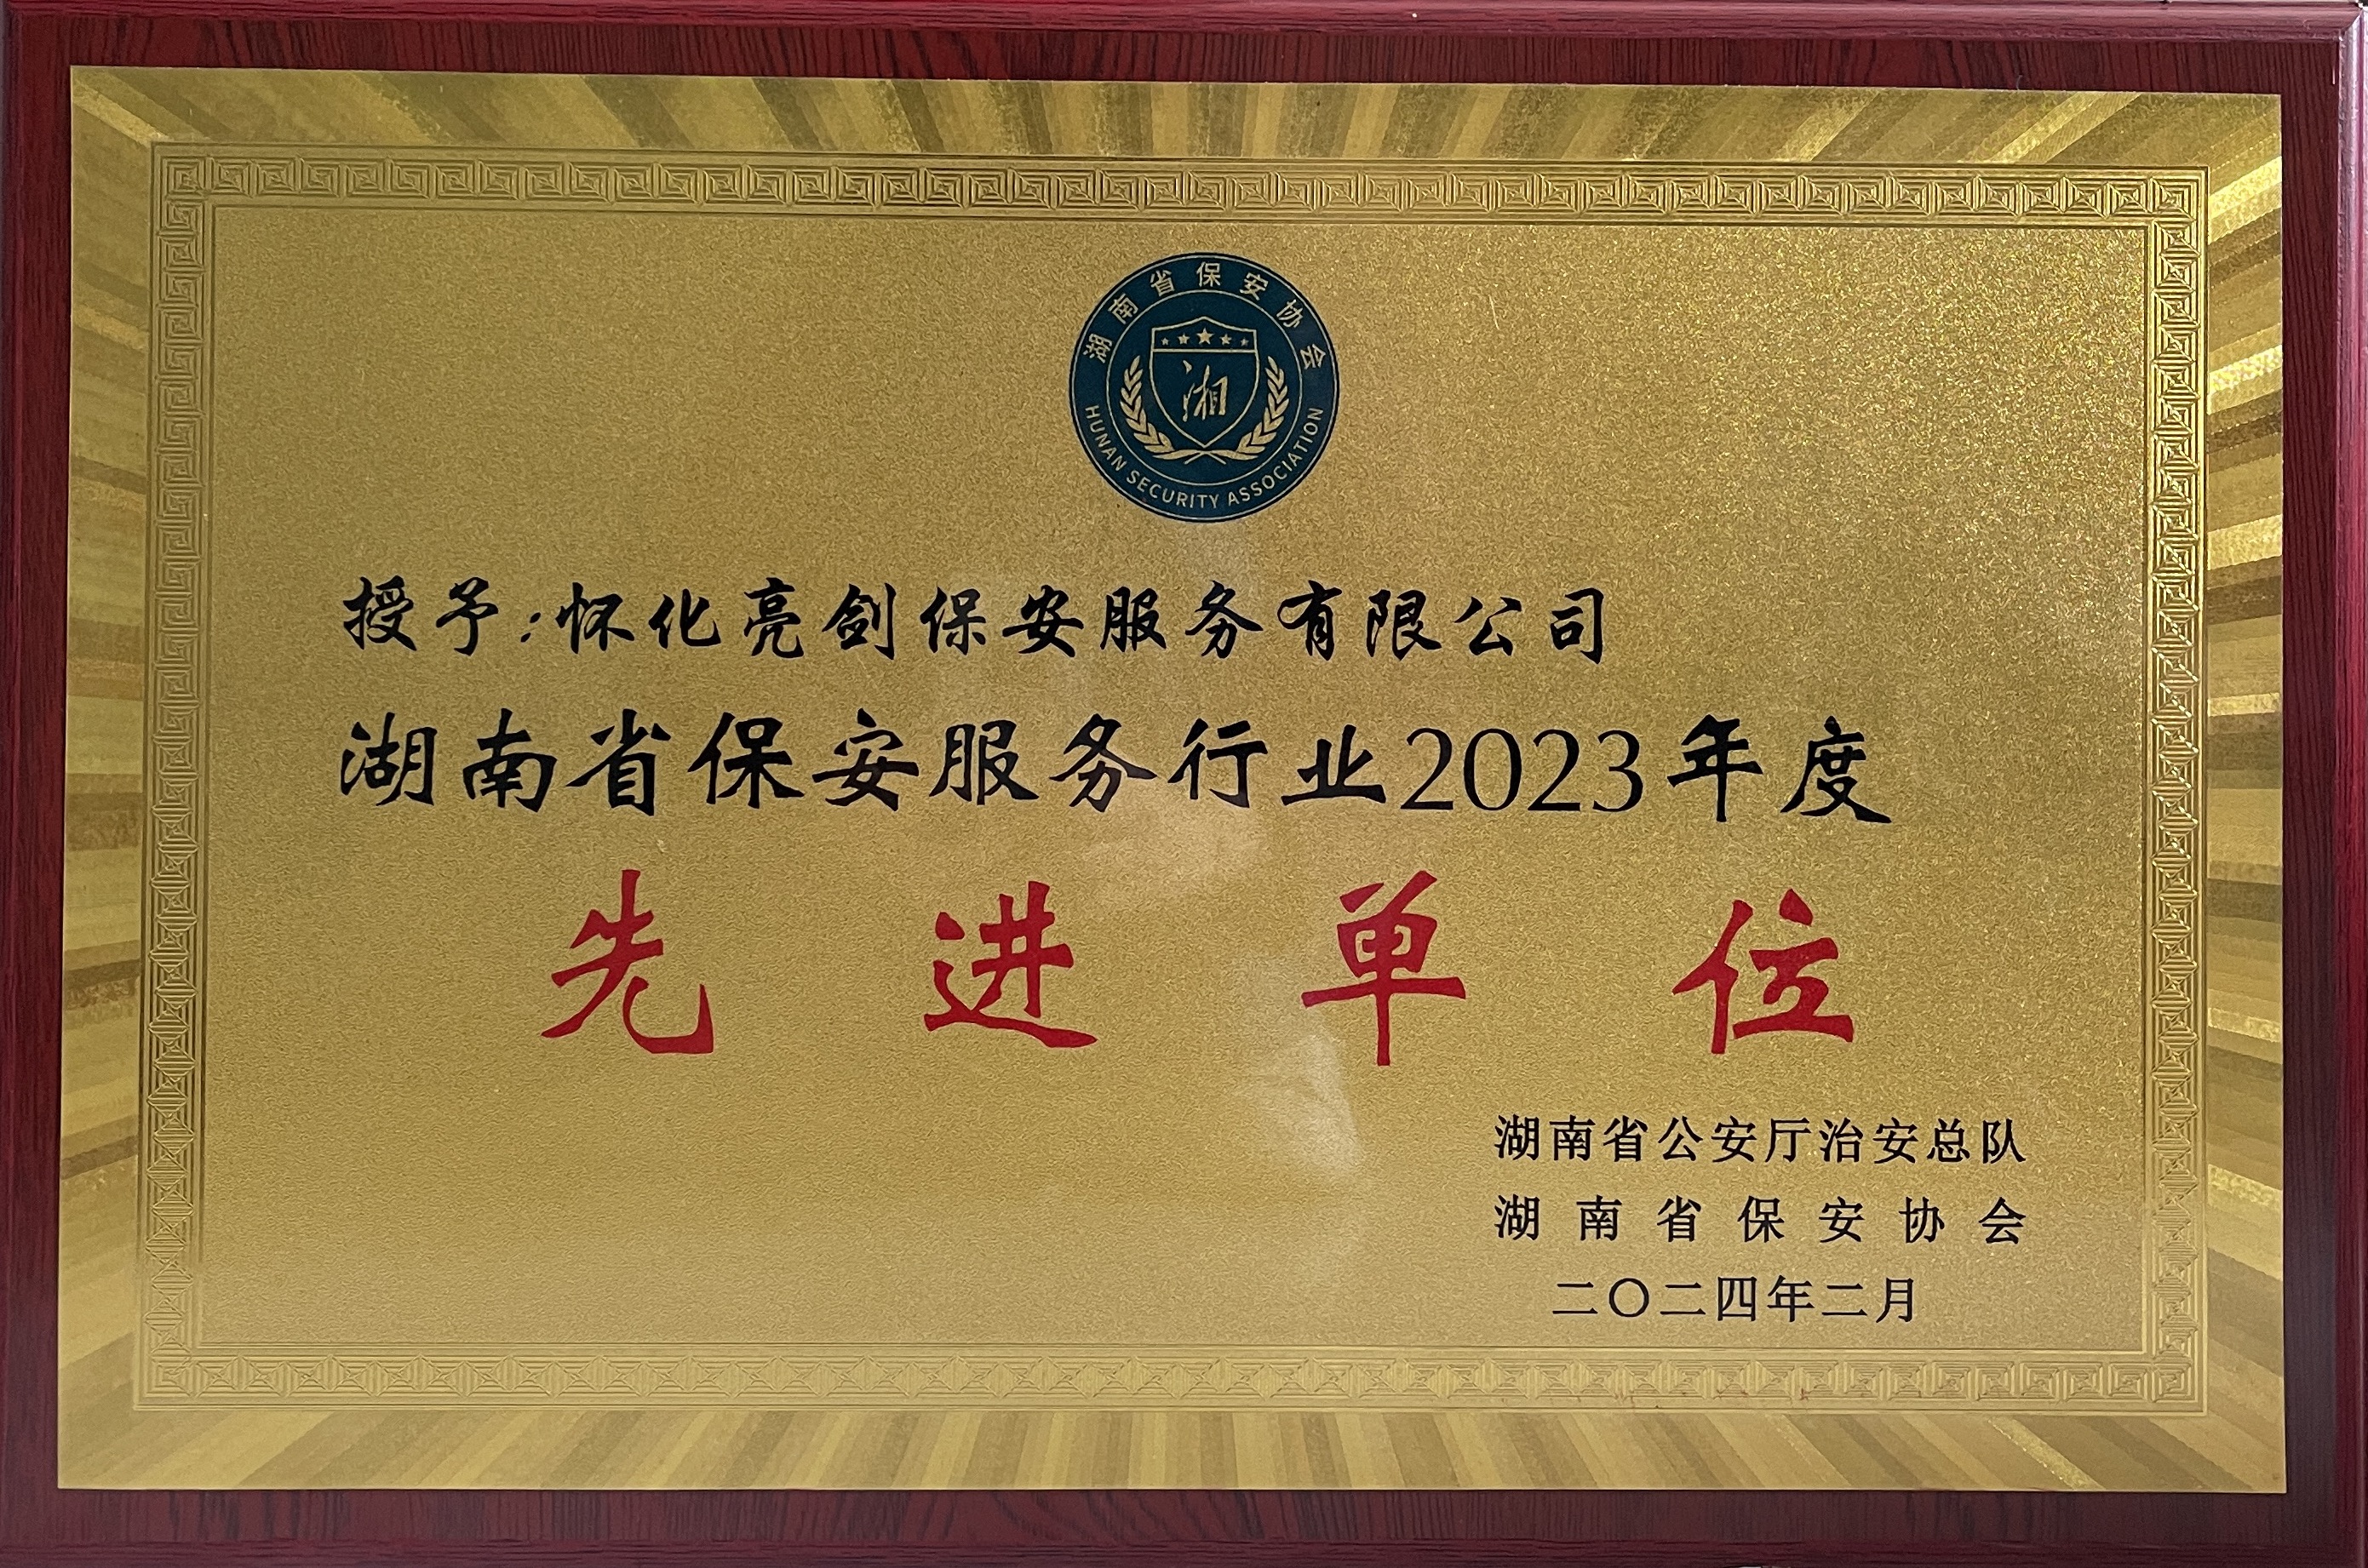 湖南省保安协会
湘
HUNAN SECURITY ASSOCIATION
授予:怀化亮剑保安服务有限公司
湖南省保安服务行业2023年度
先进单位
湖南省公安厅治安总队
湖南省保安协会
二〇二四年二月